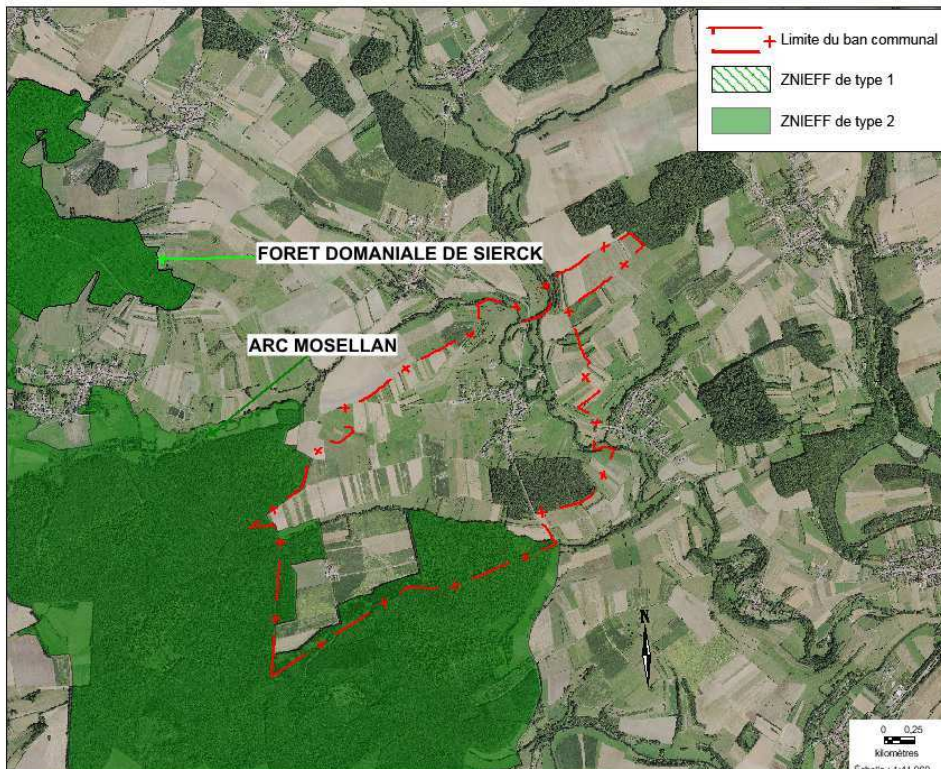 Limite du ban communal
ZNIEFF de type 1
ZNIEFF de type 2
FORET DOMANIALE DE SIERCK
ARC MOSELLAN
N
0 0,25
kilomètres